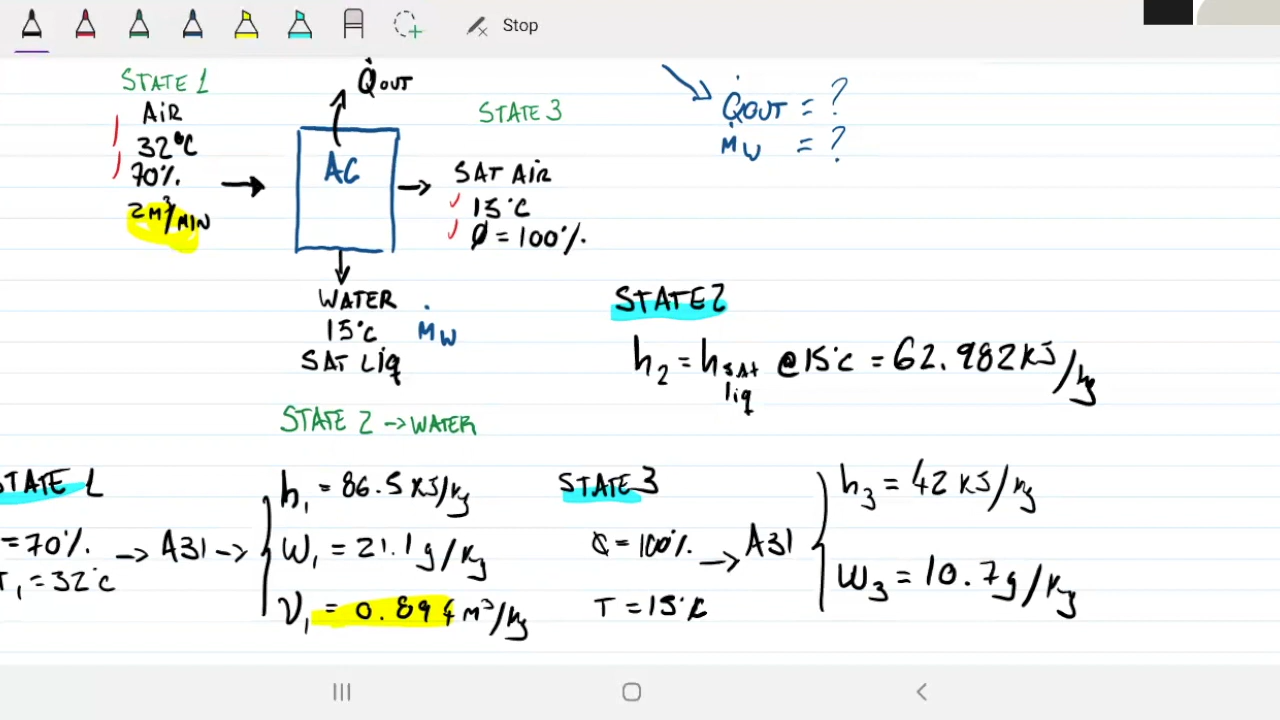 Stop
STATE 1
AiR
32°C
70%
2M³/MIN
Q̇OUT
AC
STATE 3
SAT AiR
15°C
Ø = 100%.
Q̇OUT = ?
ṀW = ?
WATER
15°C ṀW
SAT Liq
STATE 2 → WATER
STATE 2
h2 = hSAt liq @15°C = 62.982KJ/kg
STATE 1
= 70%. → A31 →
T1 = 32°C
h1 = 86.5 KJ/kg
W1 = 21.1 g/kg
V1 = 0.894 M³/kg
STATE 3
Ø = 100%. → A31
T = 15°C
h3 = 42 KJ/kg
W3 = 10.7g/kg